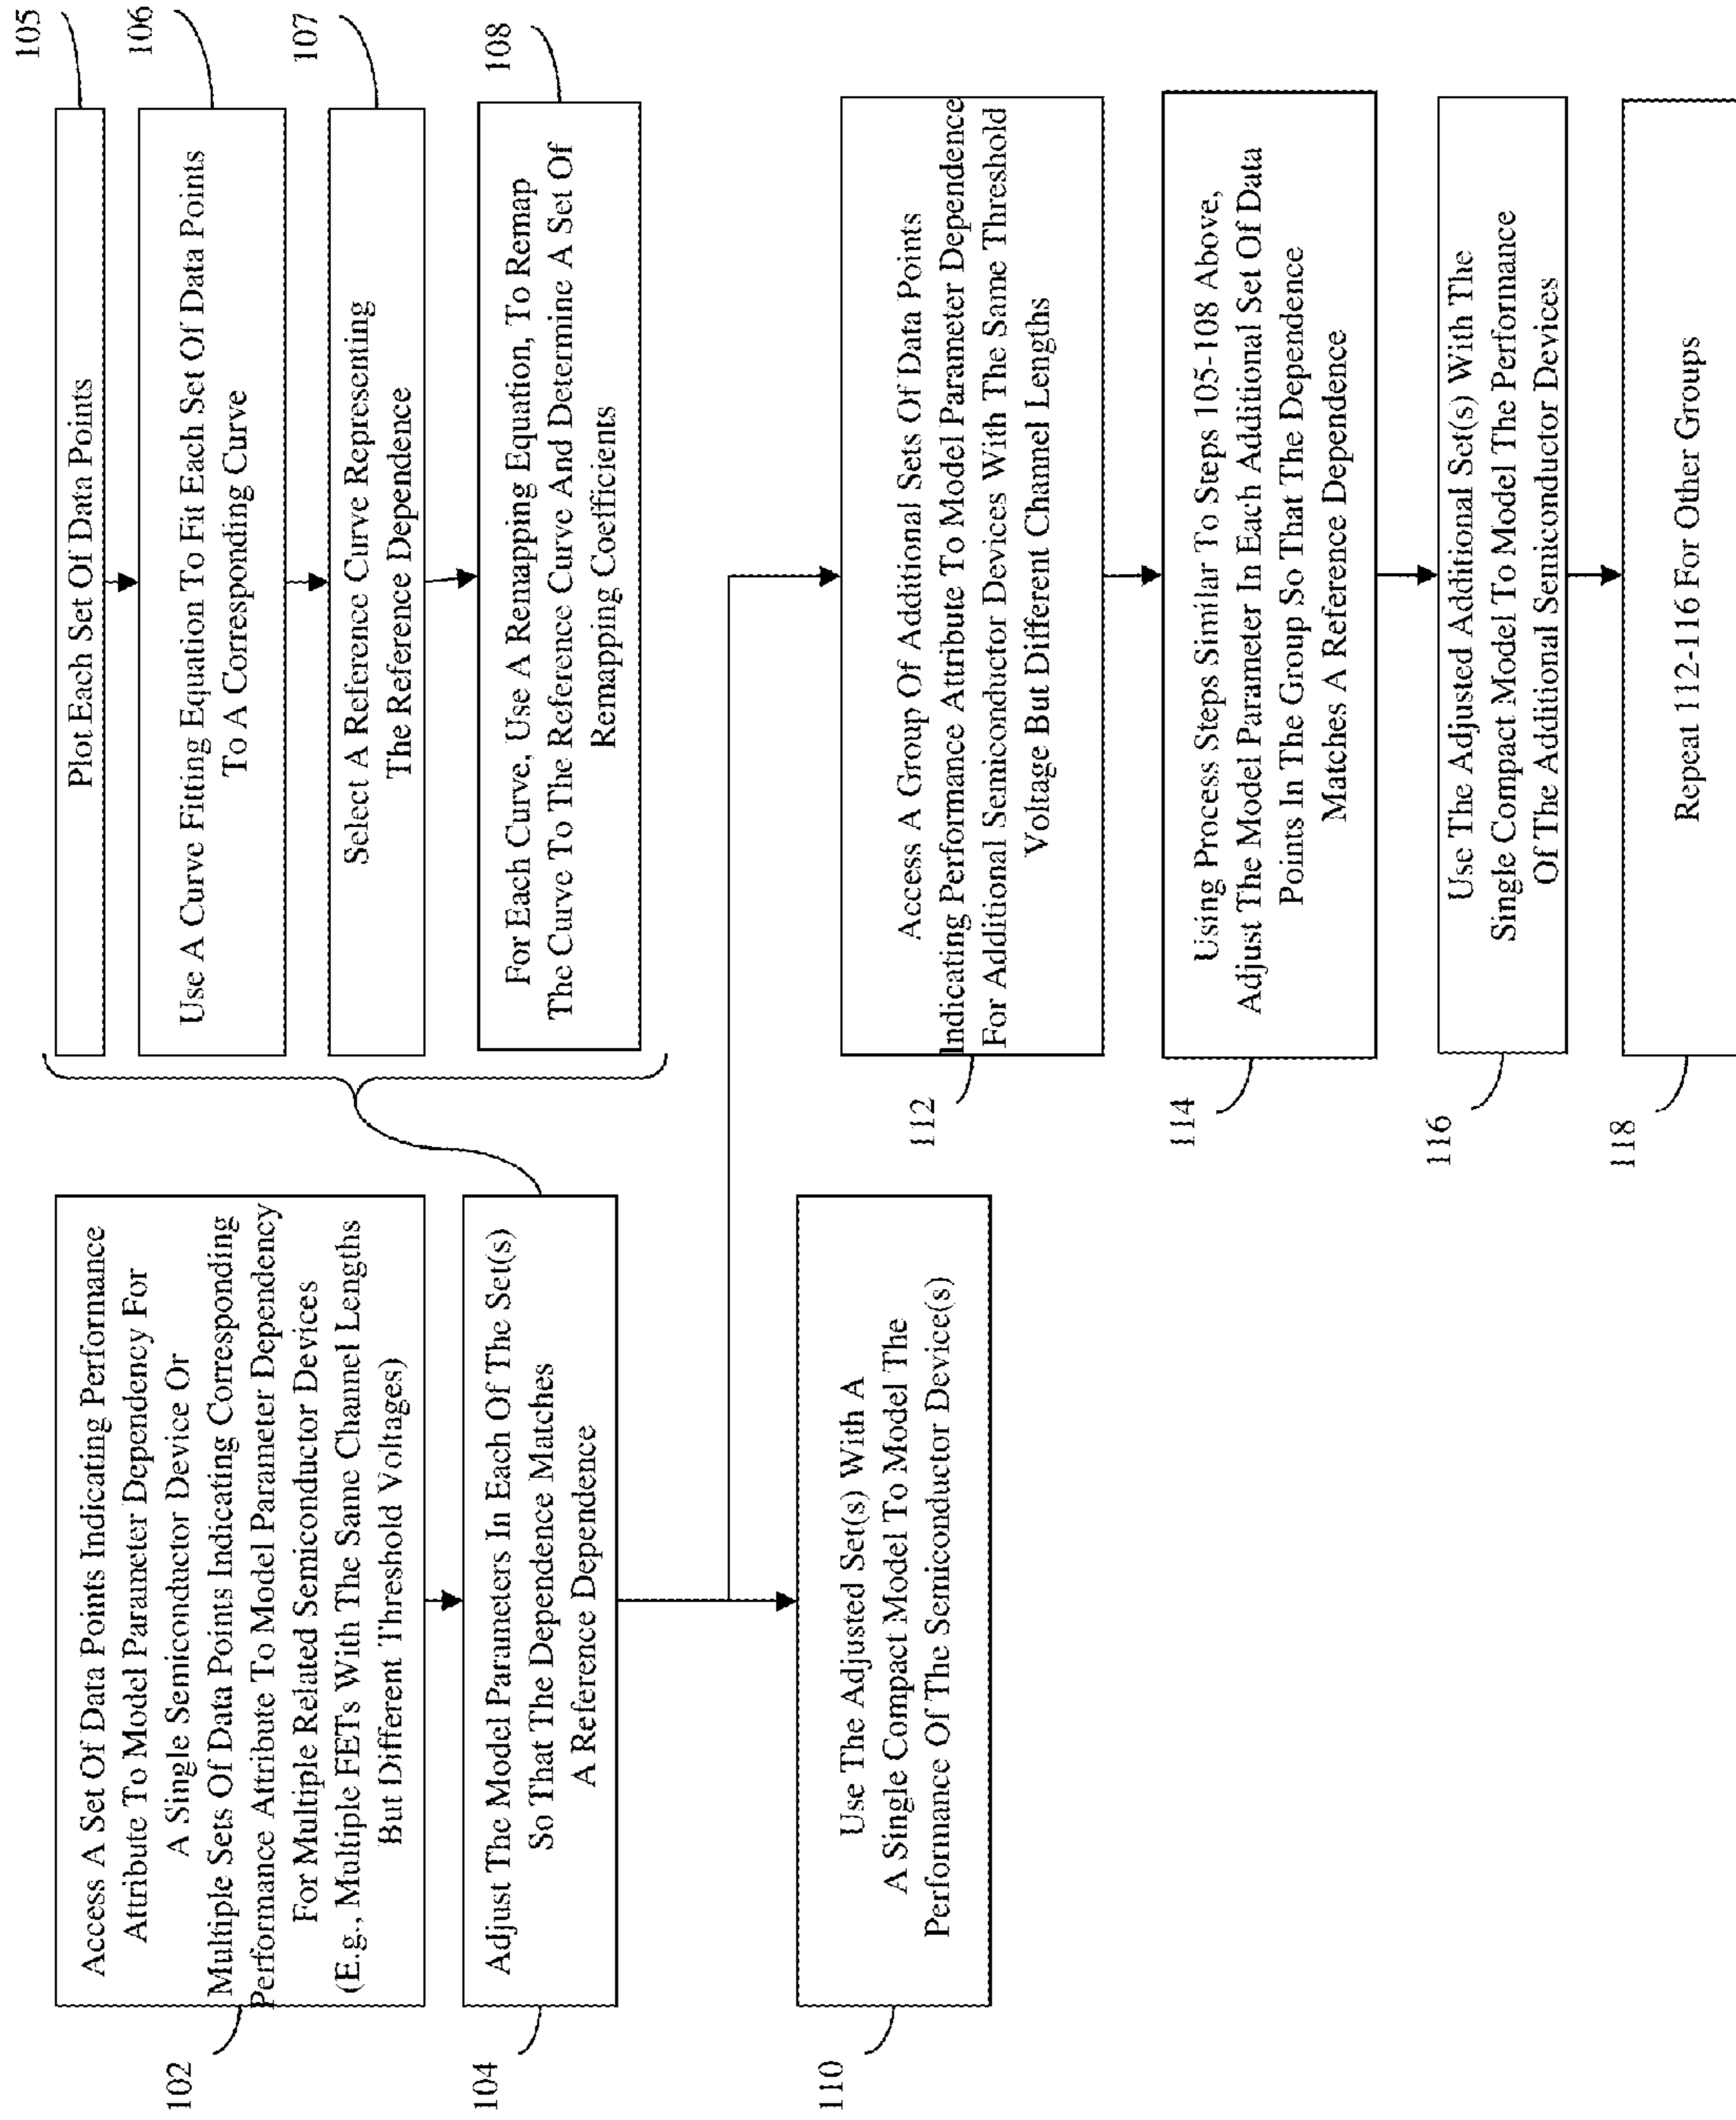 102
Access A Set Of Data Points Indicating Performance
Attribute To Model Parameter Dependency For
A Single Semiconductor Device Or
Multiple Sets Of Data Points Indicating Corresponding
Performance Attribute To Model Parameter Dependency
For Multiple Related Semiconductor Devices
(E.g., Multiple FETs With The Same Channel Lengths
But Different Threshold Voltages)
104
Adjust The Model Parameters In Each Of The Set(s)
So That The Dependence Matches
A Reference Dependence
105
Plot Each Set Of Data Points
106
Use A Curve Fitting Equation To Fit Each Set Of Data Points
To A Corresponding Curve
107
Select A Reference Curve Representing
The Reference Dependence
108
For Each Curve, Use A Remapping Equation, To Remap
The Curve To The Reference Curve And Determine A Set Of
Remapping Coefficients
110
Use The Adjusted Set(s) With A
A Single Compact Model To Model The
Performance Of The Semiconductor Device(s)
112
Access A Group Of Additional Sets Of Data Points
Indicating Performance Attribute To Model Parameter Dependence
For Additional Semiconductor Devices With The Same Threshold
Voltage But Different Channel Lengths
114
Using Process Steps Similar To Steps 105-108 Above,
Adjust The Model Parameter In Each Additional Set Of Data
Points In The Group So That The Dependence
Matches A Reference Dependence
116
Use The Adjusted Additional Set(s) With The
Single Compact Model To Model The Performance
Of The Additional Semiconductor Devices
118
Repeat 112-116 For Other Groups